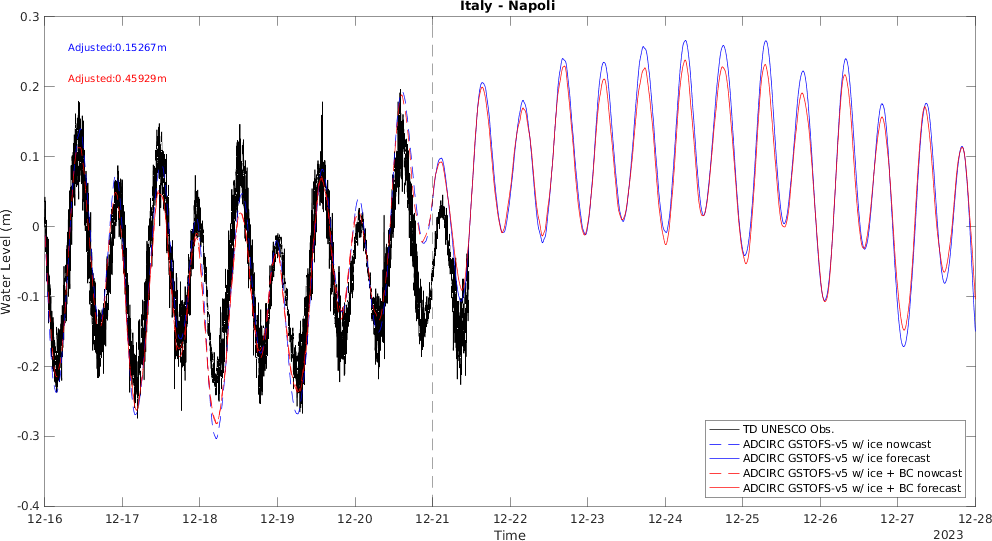 Italy - Napoli
Adjusted:0.15267m
Adjusted:0.45929m
Water Level (m)
0.3
0.2
0.1
0
-0.1
-0.2
-0.3
-0.4
TD UNESCO Obs.
ADCIRC GSTOFS-v5 w/ ice nowcast
ADCIRC GSTOFS-v5 w/ ice forecast
ADCIRC GSTOFS-v5 w/ ice + BC nowcast
ADCIRC GSTOFS-v5 w/ ice + BC forecast
12-16 12-17 12-18 12-19 12-20 12-21 12-22 12-23 12-24 12-25 12-26 12-27 12-28
Time
2023